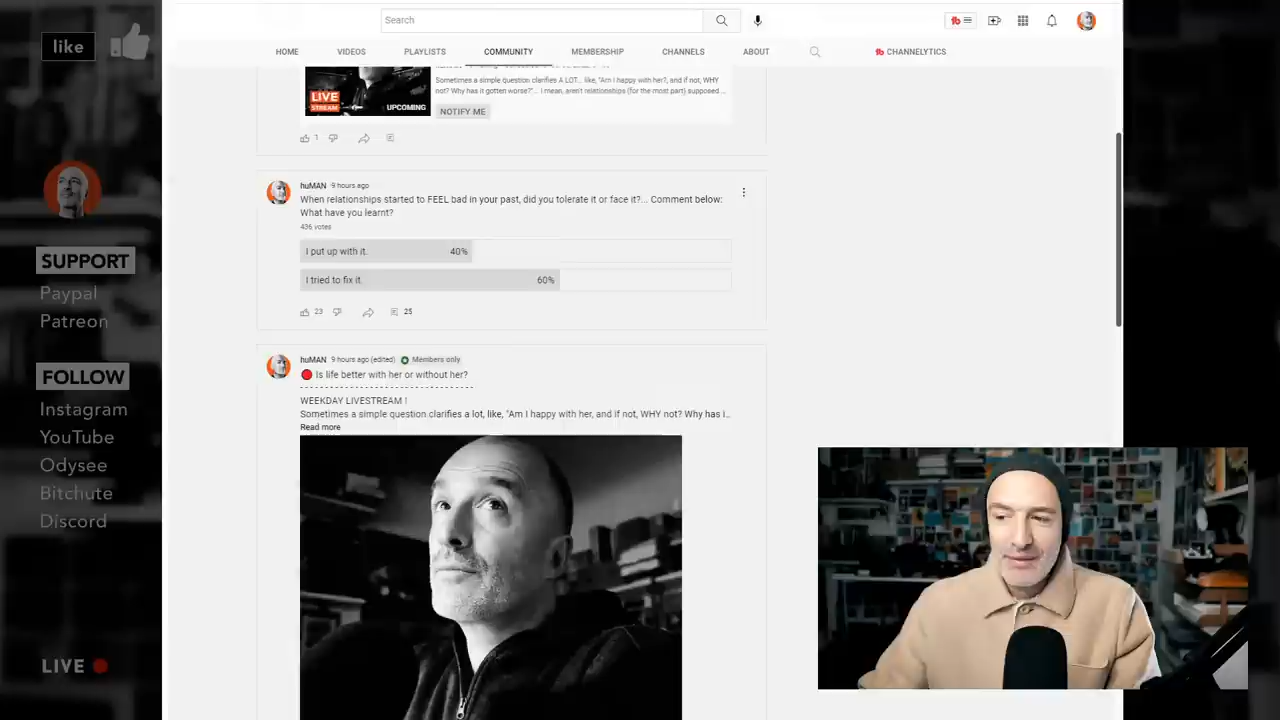 like
SUPPORT
Paypal
Patreon
FOLLOW
Instagram
YouTube
Odysee
Bitchute
Discord
LIVE
Search
tb
HOME VIDEOS PLAYLISTS COMMUNITY MEMBERSHIP CHANNELS ABOUT tb CHANNELYTICS
Sometimes a simple question clarifies A LOT... like, "Am I happy with her?, and if not, WHY
not? Why has it gotten worse?"... I mean, aren't relationships (for the most part) supposed...
LIVE
STREAM
UPCOMING
NOTIFY ME
1
huMAN 9 hours ago
When relationships started to FEEL bad in your past, did you tolerate it or face it?... Comment below:
What have you learnt?
436 votes
I put up with it. 40%
I tried to fix it. 60%
23 25
huMAN 9 hours ago (edited) Members only
Is life better with her or without her?
WEEKDAY LIVESTREAM !
Sometimes a simple question clarifies a lot, like, "Am I happy with her, and if not, WHY not? Why has i...
Read more